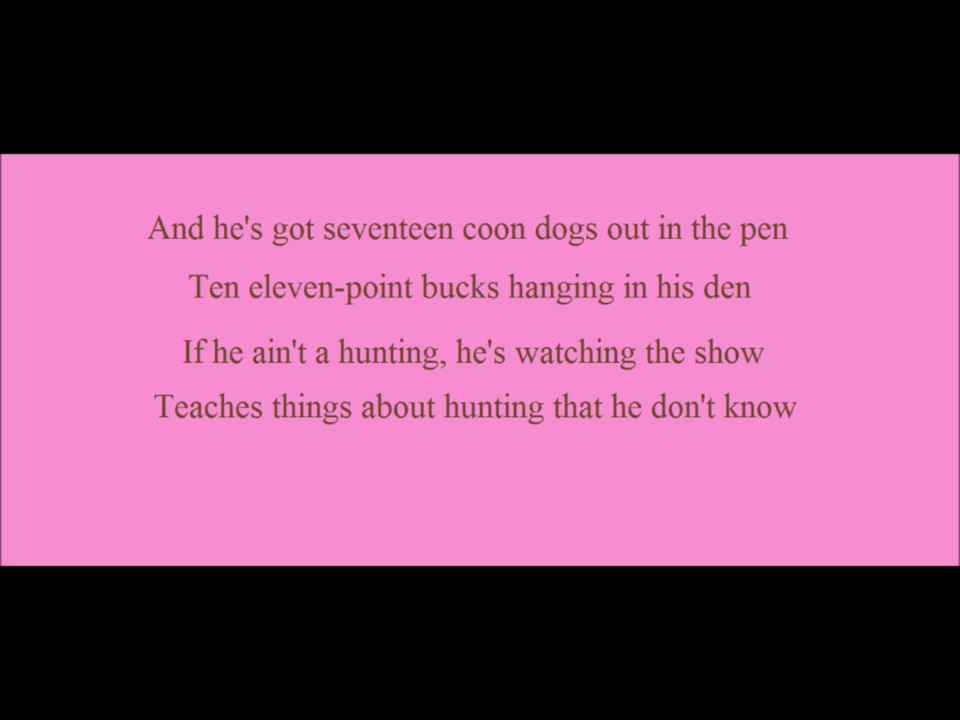 And he's got seventeen coon dogs out in the pen
Ten eleven-point bucks hanging in his den
If he ain't a hunting, he's watching the show
Teaches things about hunting that he don't know